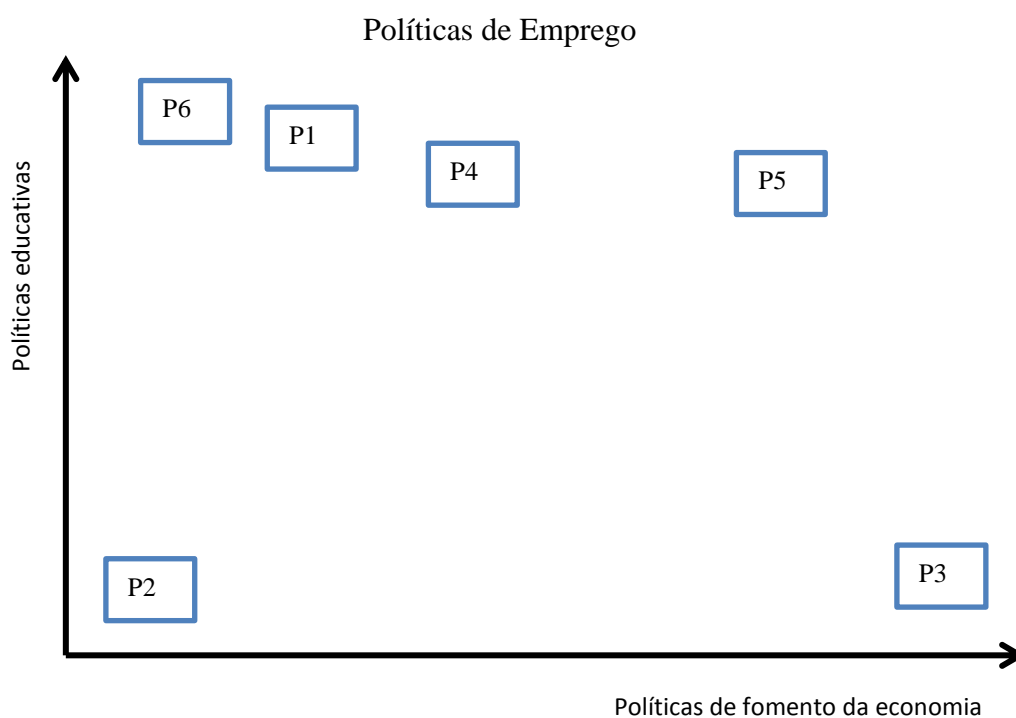 Políticas de Emprego
P6
P1
P4
P5
Políticas educativas
P3
P2
Políticas de fomento da economia